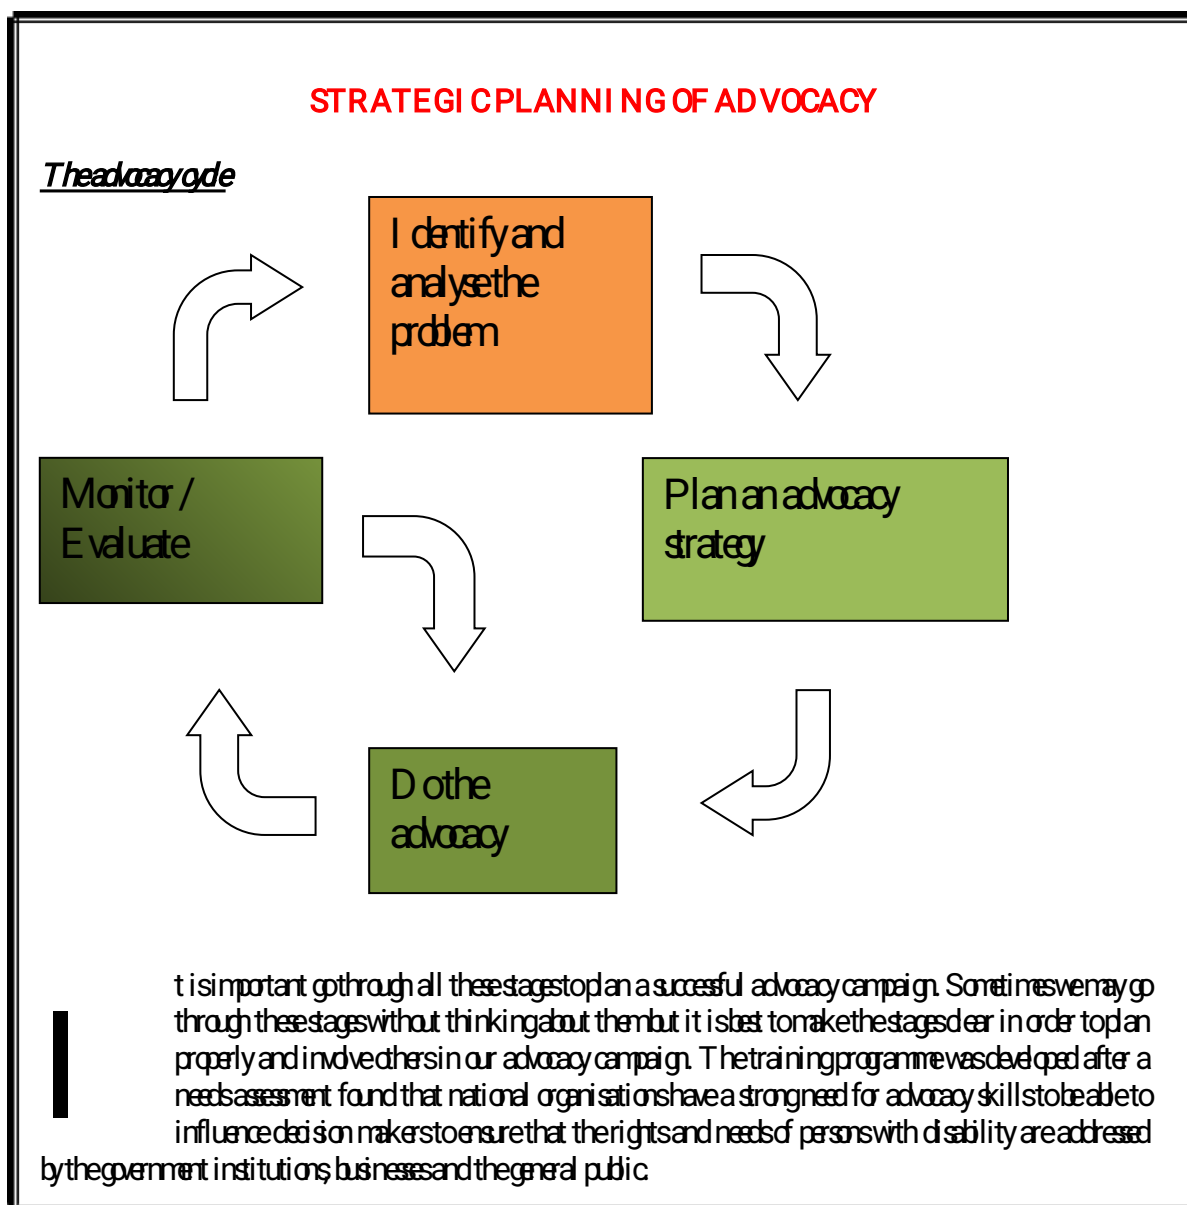 STRATEGIC PLANNING OF ADVOCACY
The advocacy cycle
Identify and
analyse the
problem
Monitor /
Evaluate
Plan an advocacy
strategy
Do the
advocacy
It is important go through all these stages to plan a successful advocacy campaign. Sometimes we may go
through these stages without thinking about them but it is best to make the stages clear in order to plan
properly and involve others in our advocacy campaign. The training programme was developed after a
needs assessment found that national organisations have a strong need for advocacy skills to be able to
influence decision makers to ensure that the rights and needs of persons with disability are addressed
by the government institutions, businesses and the general public.